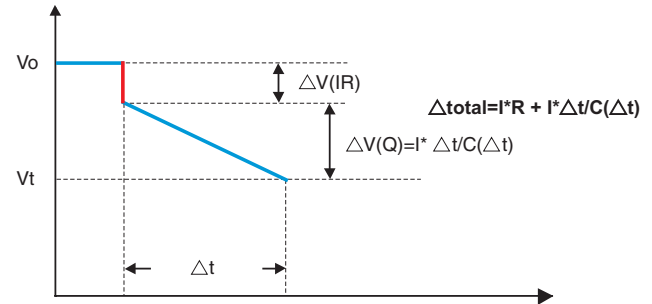 Vo
△V(IR)
△total=I*R + I*△t/C(△t)
△V(Q)=I* △t/C(△t)
Vt
△t